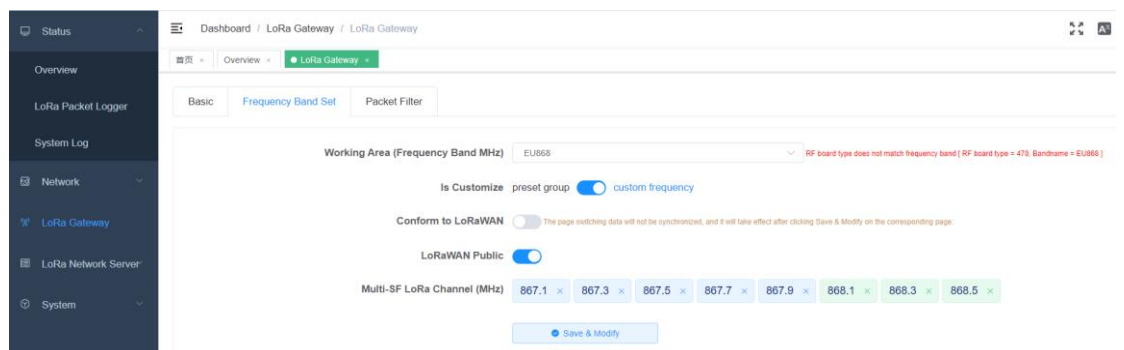 Status
Overview
LoRa Packet Logger
System Log
Network
LoRa Gateway
LoRa Network Server
System
Dashboard / LoRa Gateway / LoRa Gateway
首页 × Overview × LoRa Gateway ×
Basic Frequency Band Set Packet Filter
Working Area (Frequency Band MHz) EU868 RF board type does not match frequency band [ RF board type = 470, Bandname = EU868 ]
Is Customize preset group custom frequency
Conform to LoRaWAN The page switching data will not be synchronized, and it will take effect after clicking Save & Modify on the corresponding page.
LoRaWAN Public
Multi-SF LoRa Channel (MHz) 867.1 × 867.3 × 867.5 × 867.7 × 867.9 × 868.1 × 868.3 × 868.5 ×
Save & Modify